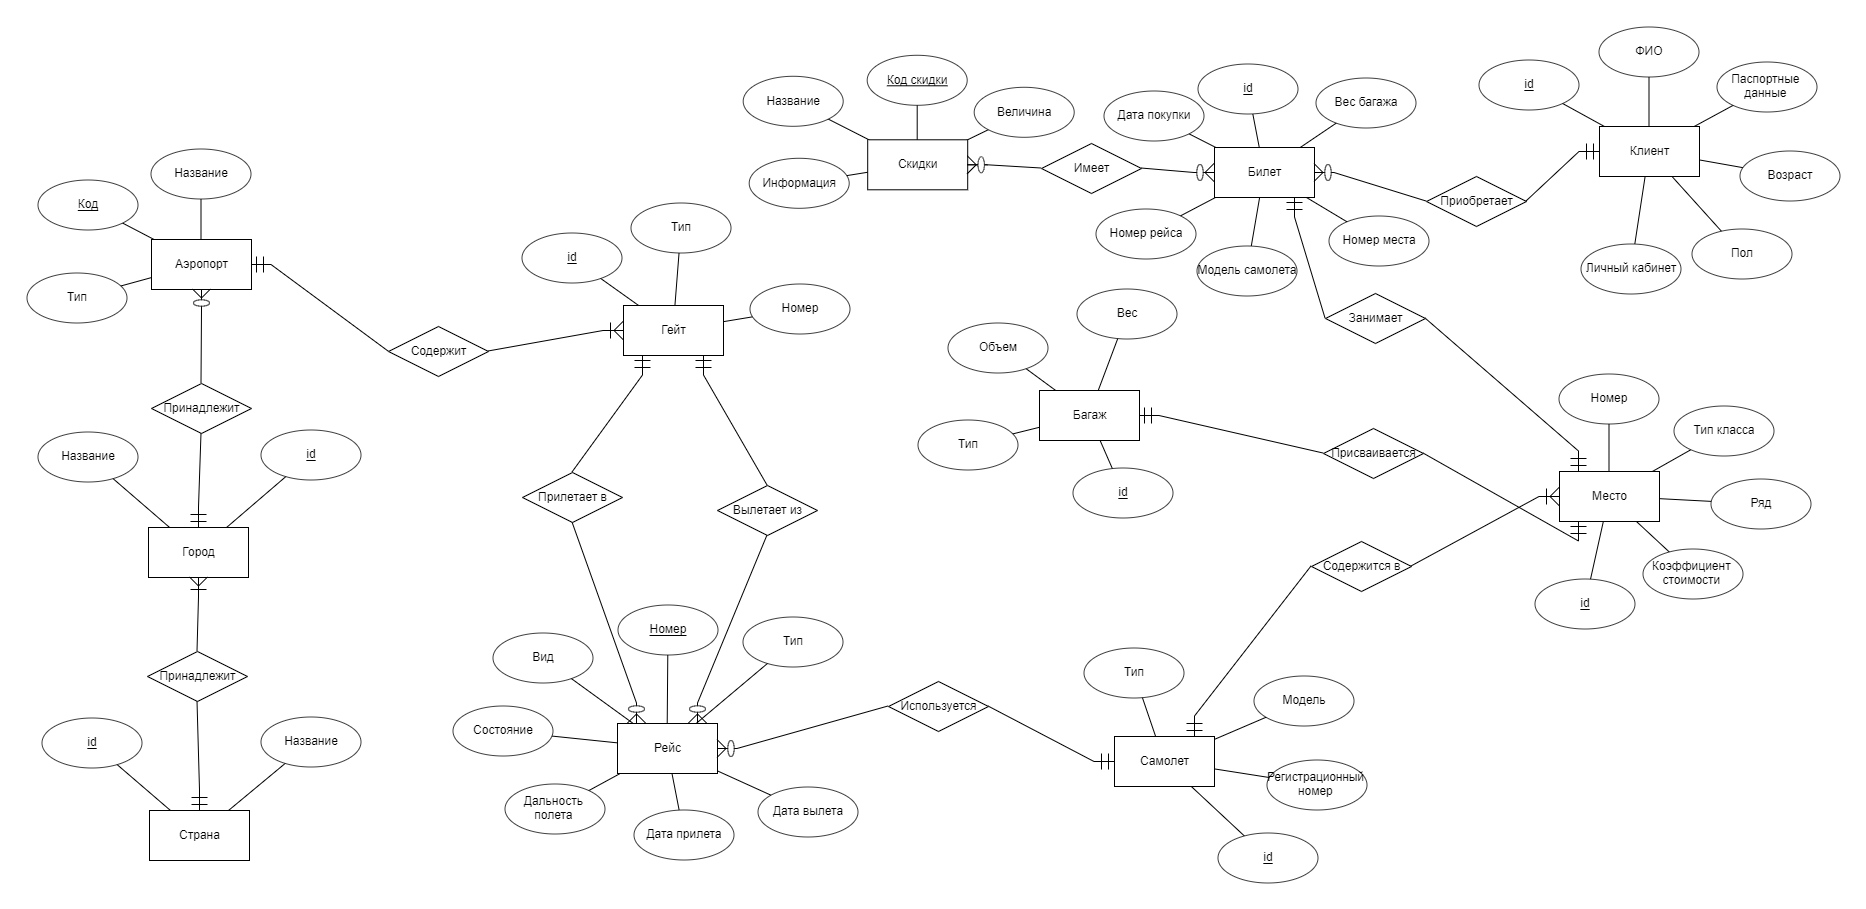 ФИО
Код скидки
id
id
Паспортные
данные
Название
Величина
Дата покупки
Вес багажа
Скидки
Имеет
Билет
Клиент
Информация
Возраст
Название
Код
Приобретает
Тип
Номер рейса
Номер места
id
Модель самолета
Личный кабинет
Пол
Аэропорт
Тип
Номер
Гейт
Содержит
Вес
Занимает
Объем
Принадлежит
Багаж
Номер
Название
id
Тип
Присваивается
Тип класса
id
Прилетает в
Вылетает из
Место
Ряд
Город
Содержится в
Коэффициент
стоимости
id
Вид
Номер
Тип
Принадлежит
Тип
Модель
Используется
id
Название
Состояние
Рейс
Самолет
Регистрационный
номер
Дальность
полета
Дата прилета
Дата вылета
Страна
id